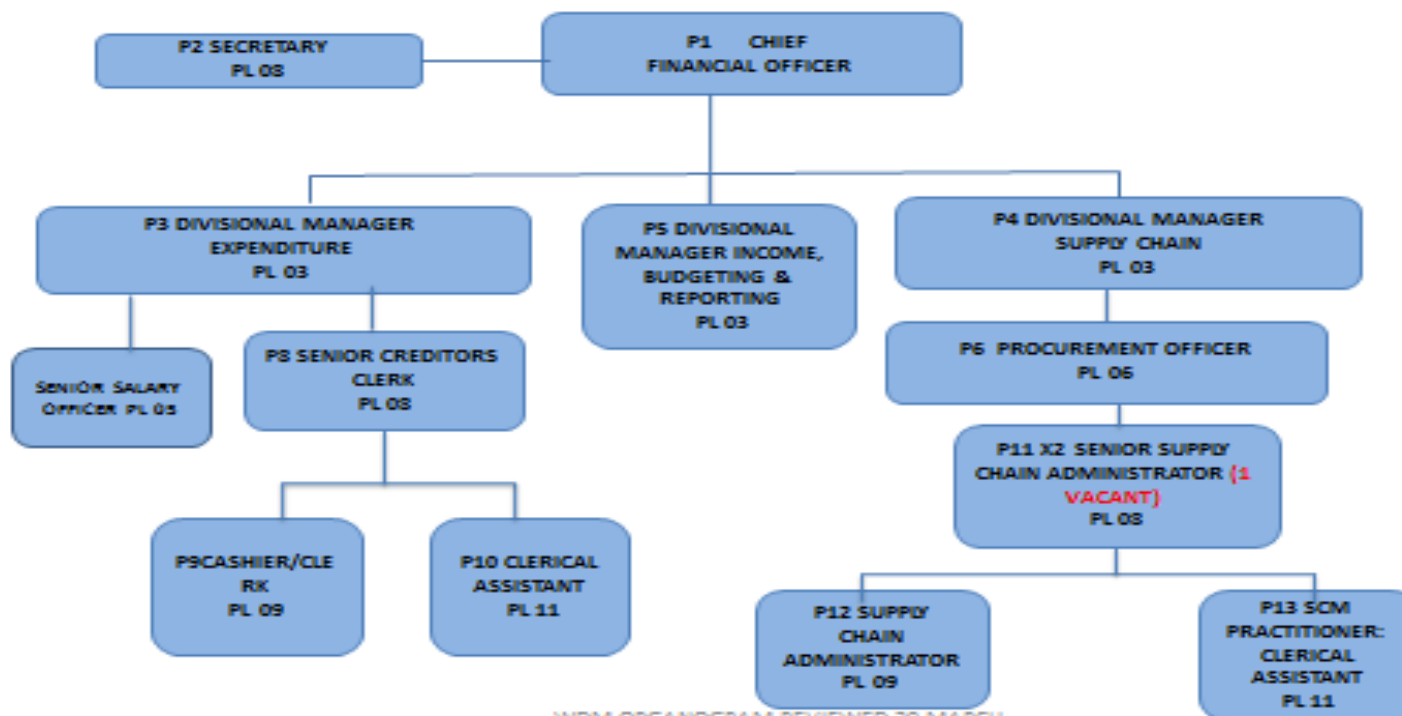 P2 SECRETARY
PL 08
P1 CHIEF
FINANCIAL OFFICER
P3 DIVISIONAL MANAGER
EXPENDITURE
PL 03
P5 DIVISIONAL
MANAGER INCOME,
BUDGETING &
REPORTING
PL 03
P4 DIVISIONAL MANAGER
SUPPLY CHAIN
PL 03
SENIOR SALARY
OFFICER PL 05
P8 SENIOR CREDITORS
CLERK
PL 08
P6 PROCUREMENT OFFICER
PL 06
P11 X2 SENIOR SUPPLY
CHAIN ADMINISTRATOR (1
VACANT)
PL 08
P9CASHIER/CLE
RK
PL 09
P10 CLERICAL
ASSISTANT
PL 11
P12 SUPPLY
CHAIN
ADMINISTRATOR
PL 09
P13 SCM
PRACTITIONER:
CLERICAL
ASSISTANT
PL 11
ORGANOGRAM REVIEWED MARCH